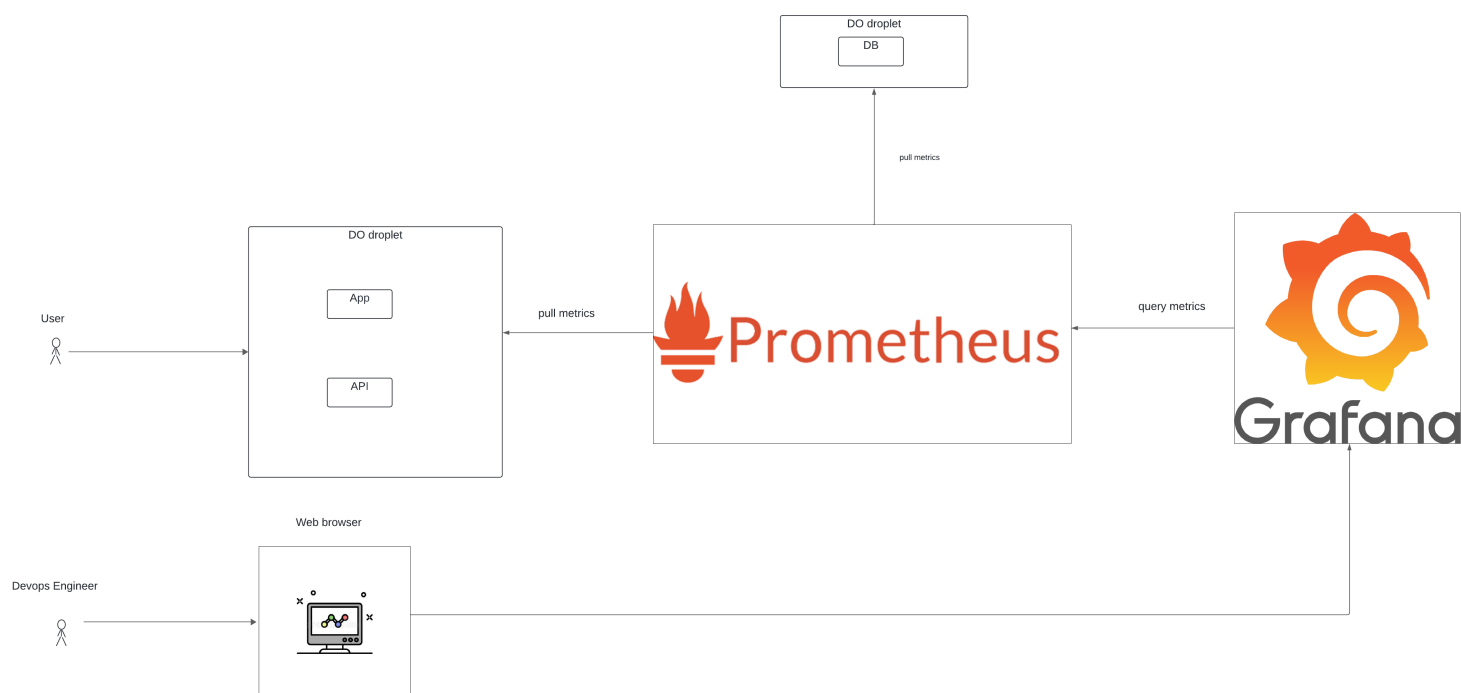 DO droplet
DB
pull metrics
DO droplet
App
API
User
pull metrics
Prometheus
query metrics
Grafana
Web browser
Devops Engineer